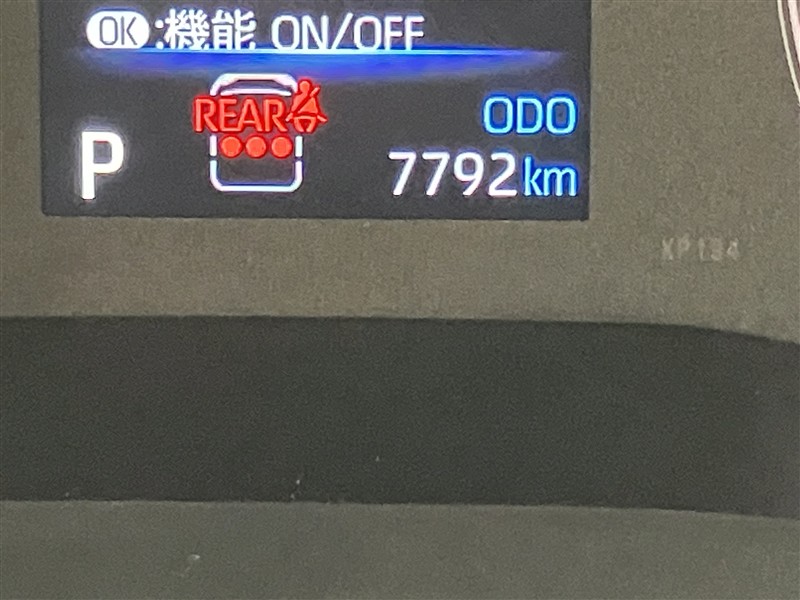 OK:機能 ON/OFF
REAR
ODO
P
7792km
XP134